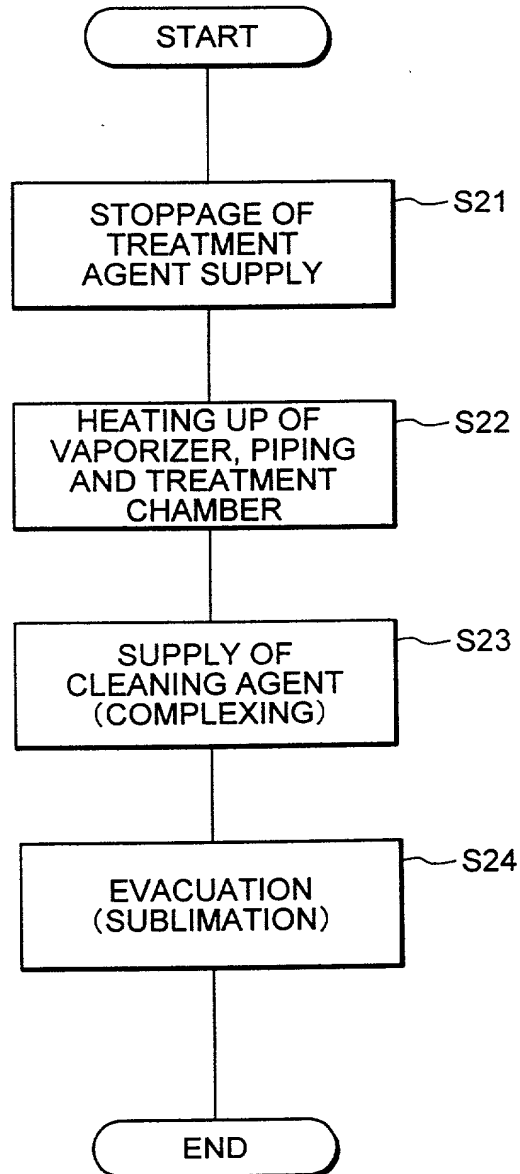 START
STOPPAGE OF
TREATMENT
AGENT SUPPLY
S21
HEATING UP OF
VAPORIZER, PIPING
AND TREATMENT
CHAMBER
S22
SUPPLY OF
CLEANING AGENT
(COMPLEXING)
S23
EVACUATION
(SUBLIMATION)
S24
END